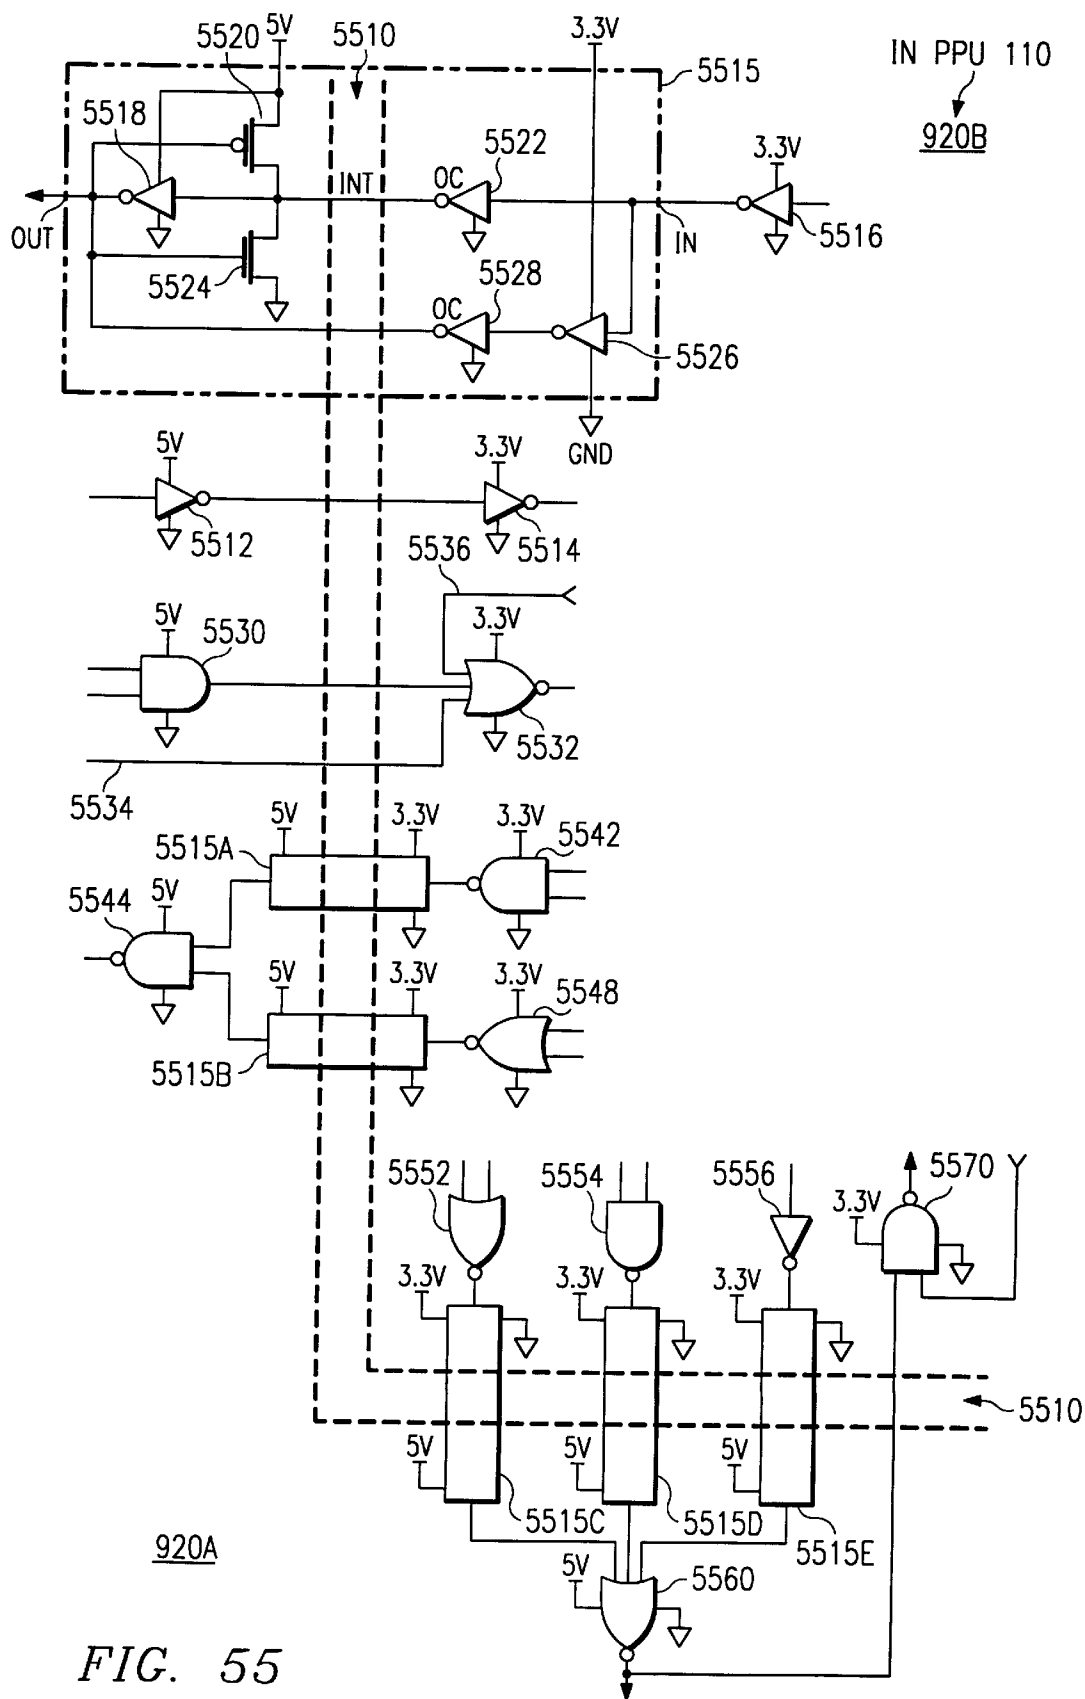 5520
5V
5510
3.3V
IN PPU 110
920B
5515
5518
5522
3.3V
INT
OC
OUT
IN
5516
5524
OC
5528
5526
GND
5V
3.3V
5512
5514
5536
5V
5530
3.3V
5532
5534
5515A
5V
3.3V
3.3V
5542
5544
5V
5V
3.3V
3.3V
5548
5515B
5552
5554
5556
5570
3.3V
3.3V
3.3V
3.3V
5510
5V
5V
5V
5515C
5515D
5515E
920A
5V
5560
FIG. 55